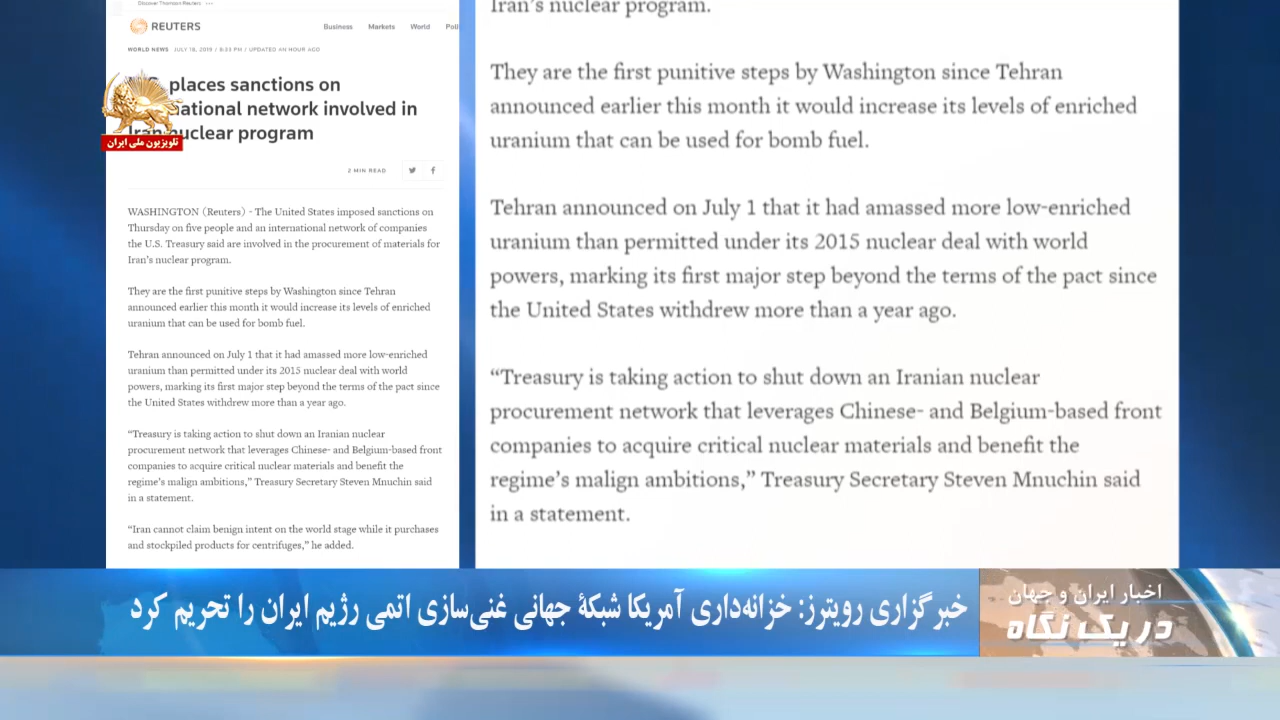 Discover Thomson Reuters
REUTERS
Business Markets World
WORLD NEWS JULY 18, 2019 / 8:33 PM / UPDATED AN HOUR AGO
places sanctions on
national network involved in
Iran nuclear program
2 MIN READ
WASHINGTON (Reuters) - The United States imposed sanctions on
Thursday on five people and an international network of companies
the U.S. Treasury said are involved in the procurement of materials for
Iran’s nuclear program.
They are the first punitive steps by Washington since Tehran
announced earlier this month it would increase its levels of enriched
uranium that can be used for bomb fuel.
Tehran announced on July 1 that it had amassed more low-enriched
uranium than permitted under its 2015 nuclear deal with world
powers, marking its first major step beyond the terms of the pact since
the United States withdrew more than a year ago.
“Treasury is taking action to shut down an Iranian nuclear
procurement network that leverages Chinese- and Belgium-based front
companies to acquire critical nuclear materials and benefit the
regime’s malign ambitions,” Treasury Secretary Steven Mnuchin said
in a statement.
“Iran cannot claim benign intent on the world stage while it purchases
and stockpiled products for centrifuges,” he added.
تلویزیون ملی ایران
Iran’s nuclear program.
They are the first punitive steps by Washington since Tehran
announced earlier this month it would increase its levels of enriched
uranium that can be used for bomb fuel.
Tehran announced on July 1 that it had amassed more low-enriched
uranium than permitted under its 2015 nuclear deal with world
powers, marking its first major step beyond the terms of the pact since
the United States withdrew more than a year ago.
“Treasury is taking action to shut down an Iranian nuclear
procurement network that leverages Chinese- and Belgium-based front
companies to acquire critical nuclear materials and benefit the
regime’s malign ambitions,” Treasury Secretary Steven Mnuchin said
in a statement.
اخبار ایران و جهان
در یک نگاه
خبرگزاری رویترز: خزانه‌داری آمریکا شبکهٔ جهانی غنی‌سازی اتمی رژیم ایران را تحریم کرد